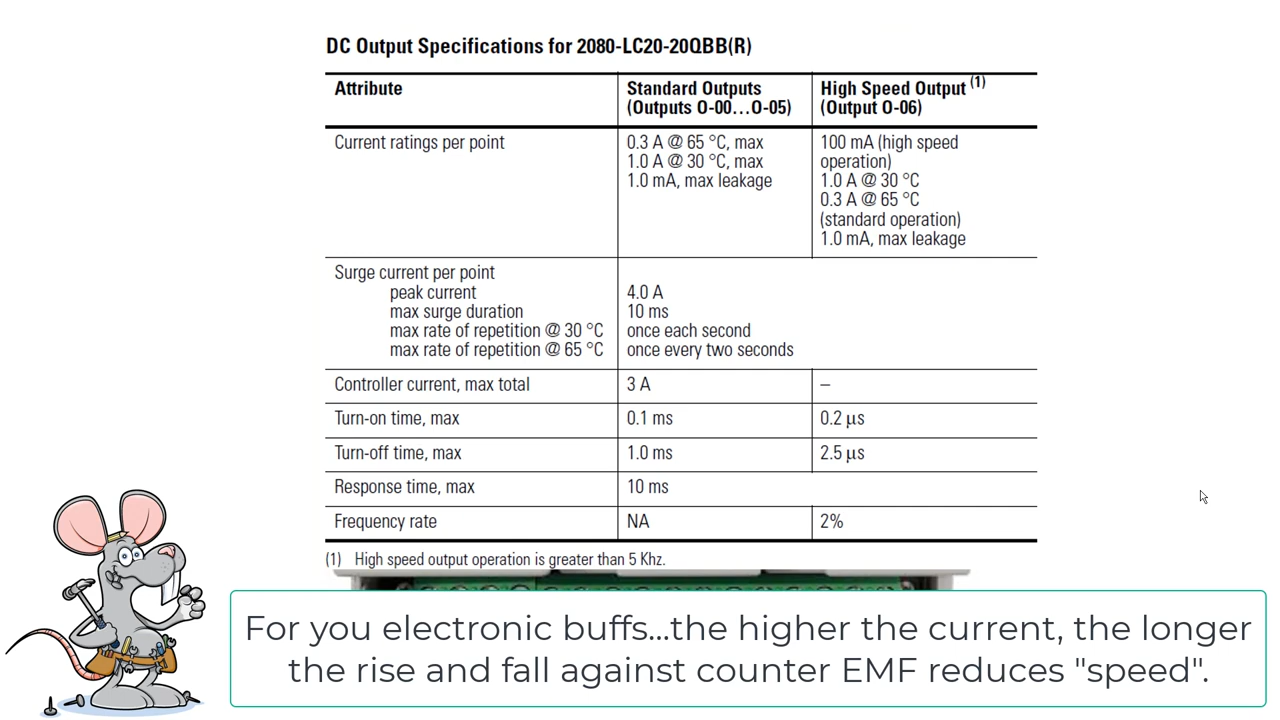 DC Output Specifications for 2080-LC20-20QBB(R)
Attribute
Standard Outputs
(Outputs O-00…O-05)
High Speed Output (1)
(Output O-06)
Current ratings per point
0.3 A @ 65 °C, max
1.0 A @ 30 °C, max
1.0 mA, max leakage
100 mA (high speed
operation)
1.0 A @ 30 °C
0.3 A @ 65 °C
(standard operation)
1.0 mA, max leakage
Surge current per point
peak current 4.0 A
max surge duration 10 ms
max rate of repetition @ 30 °C once each second
max rate of repetition @ 65 °C once every two seconds
Controller current, max total 3 A –
Turn-on time, max 0.1 ms 0.2 µs
Turn-off time, max 1.0 ms 2.5 µs
Response time, max 10 ms
Frequency rate NA 2%
(1) High speed output operation is greater than 5 Khz.
For you electronic buffs...the higher the current, the longer
the rise and fall against counter EMF reduces "speed".